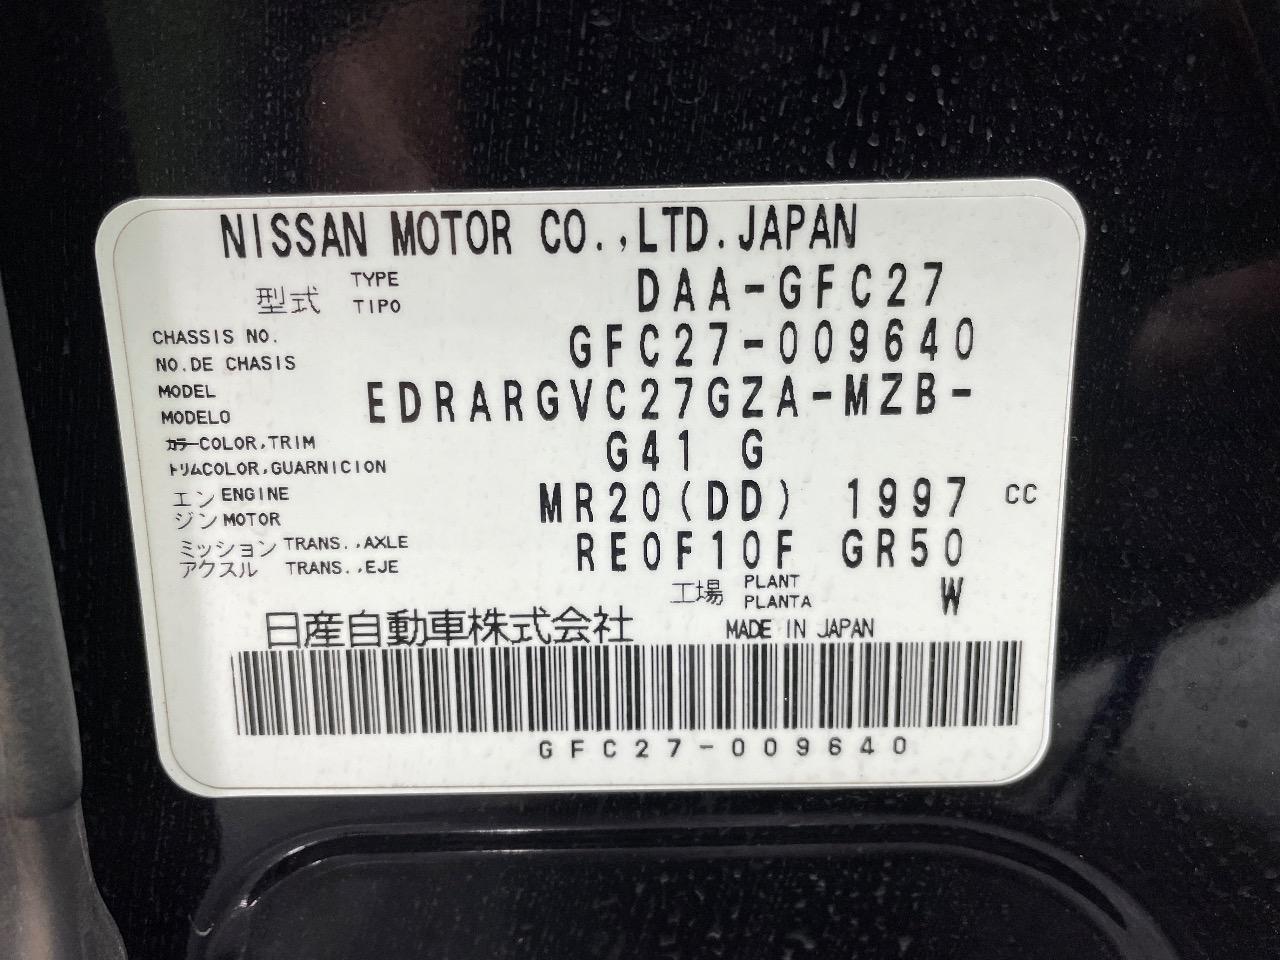 NISSAN MOTOR CO.,LTD.JAPAN
型式 TYPE TIPO DAA-GFC27
CHASSIS NO.
NO.DE CHASIS GFC27-009640
MODEL
MODELO EDRARGVC27GZA-MZB-
カラーCOLOR,TRIM
トリムCOLOR,GUARNICION G41 G
エンジン ENGINE MOTOR MR20(DD) 1997 CC
ミッション TRANS.,AXLE
アクスル TRANS.,EJE RE0F10F GR50
工場 PLANT PLANTA W
日産自動車株式会社 MADE IN JAPAN
GFC27-009640